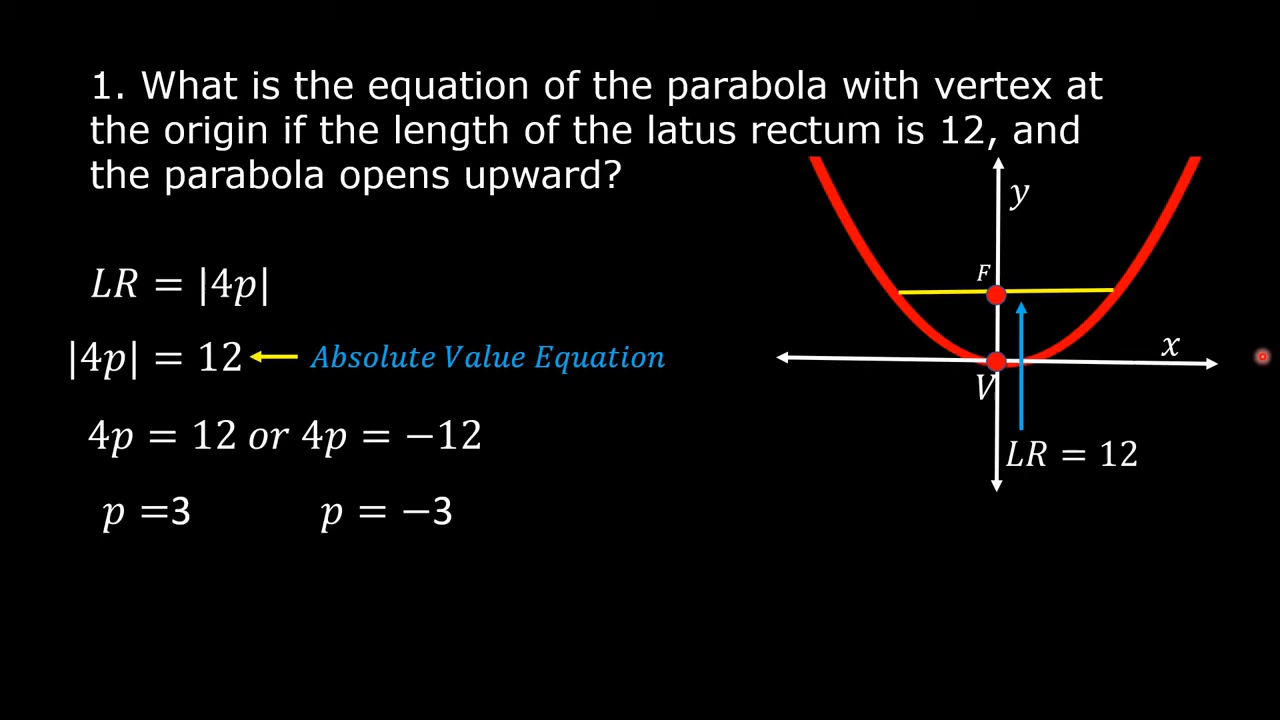 1. What is the equation of the parabola with vertex at
the origin if the length of the latus rectum is 12, and
the parabola opens upward?
LR = |4p|
|4p| = 12
Absolute Value Equation
4p = 12 or 4p = −12
p =3
p = −3
y
F
x
V
LR = 12